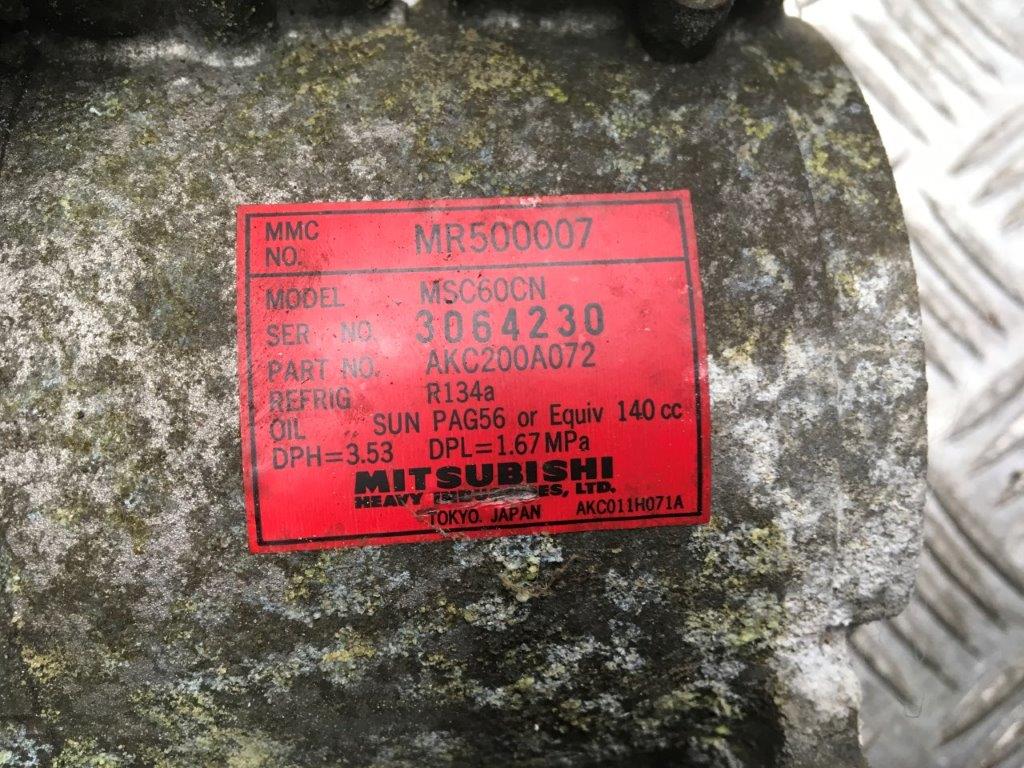 MMC NO. MR500007
MODEL MSC60CN
SER NO. 3064230
PART NO. AKC200A072
REFRIG R134a
OIL SUN PAG56 or Equiv 140 cc
DPH=3.53 DPL=1.67 MPa
MITSUBISHI
HEAVY INDUSTRIES, LTD.
TOKYO. JAPAN AKC011H071A